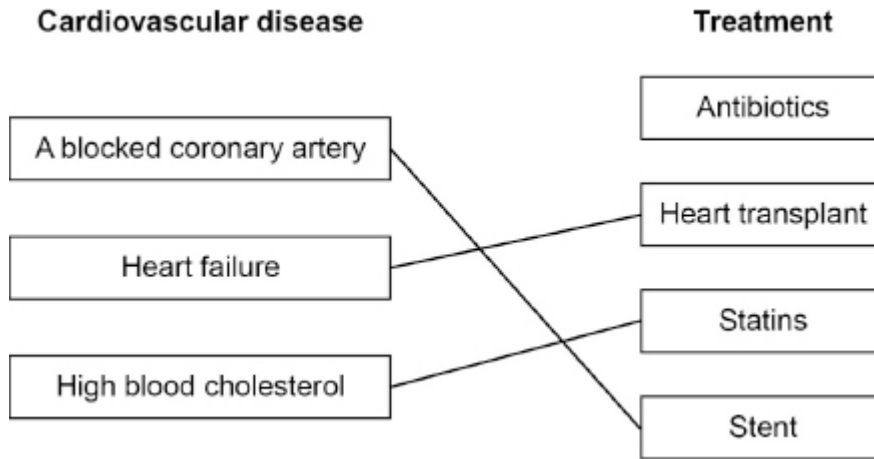 Cardiovascular disease
Treatment
Antibiotics
A blocked coronary artery
Heart transplant
Heart failure
Statins
High blood cholesterol
Stent